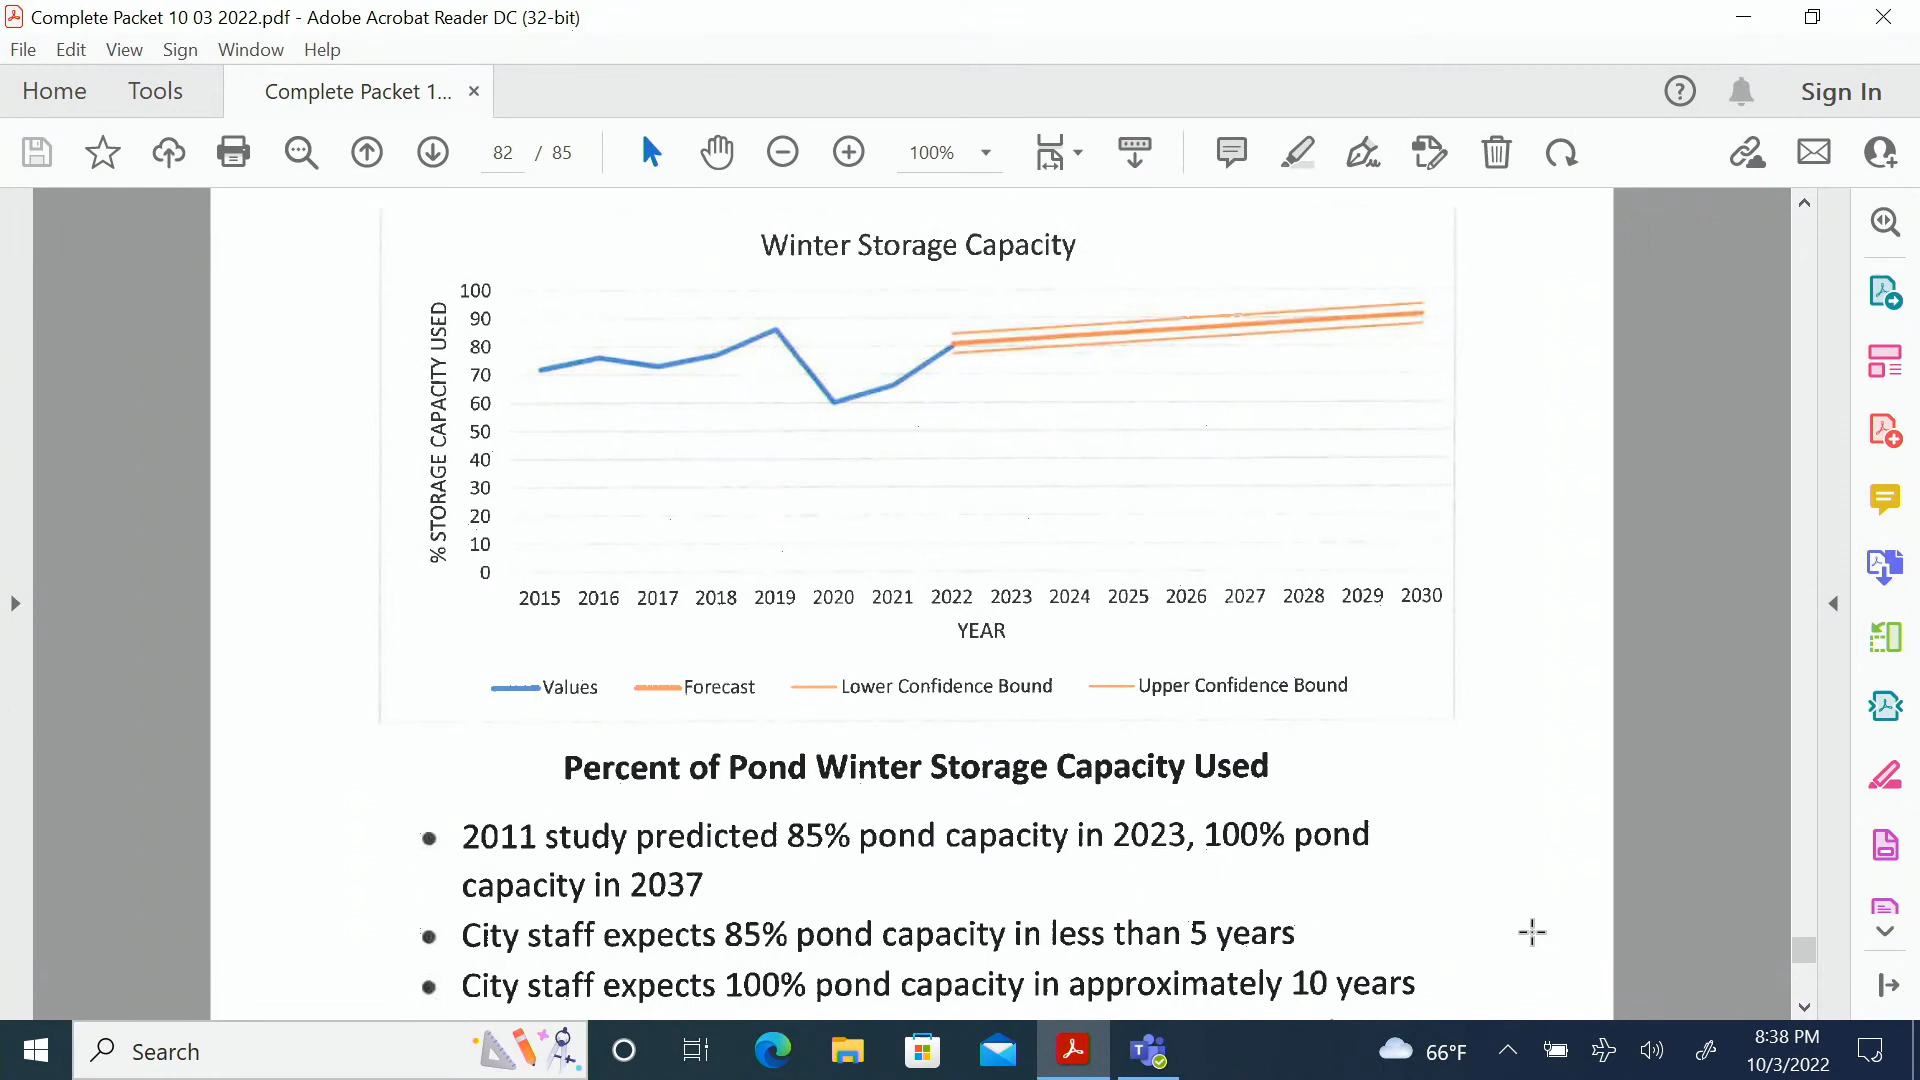 Complete Packet 10 03 2022.pdf - Adobe Acrobat Reader DC (32-bit)
File Edit View Sign Window Help
Home Tools Complete Packet 1... × Sign In
82 / 85 100%
Winter Storage Capacity
% STORAGE CAPACITY USED
100
90
80
70
60
50
40
30
20
10
0
2015 2016 2017 2018 2019 2020 2021 2022 2023 2024 2025 2026 2027 2028 2029 2030
YEAR
Values Forecast Lower Confidence Bound Upper Confidence Bound
Percent of Pond Winter Storage Capacity Used
• 2011 study predicted 85% pond capacity in 2023, 100% pond
capacity in 2037
• City staff expects 85% pond capacity in less than 5 years
• City staff expects 100% pond capacity in approximately 10 years
Search
66°F
8:38 PM
10/3/2022